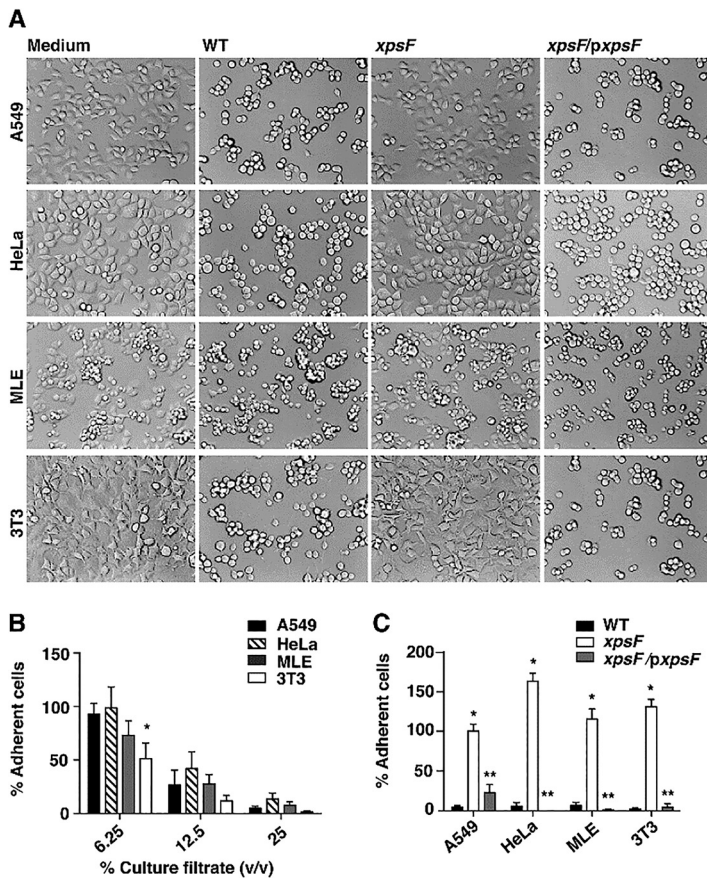 A
Medium WT xpsF xpsF/pxpsF
A549
HeLa
MLE
3T3
B
A549
HeLa
MLE
3T3
% Adherent cells
150
100
50
0
*
6.25 12.5 25
% Culture filtrate (v/v)
C
WT
xpsF
xpsF/pxpsF
% Adherent cells
200
150
100
50
0
* * * *
** ** ** **
A549 HeLa MLE 3T3